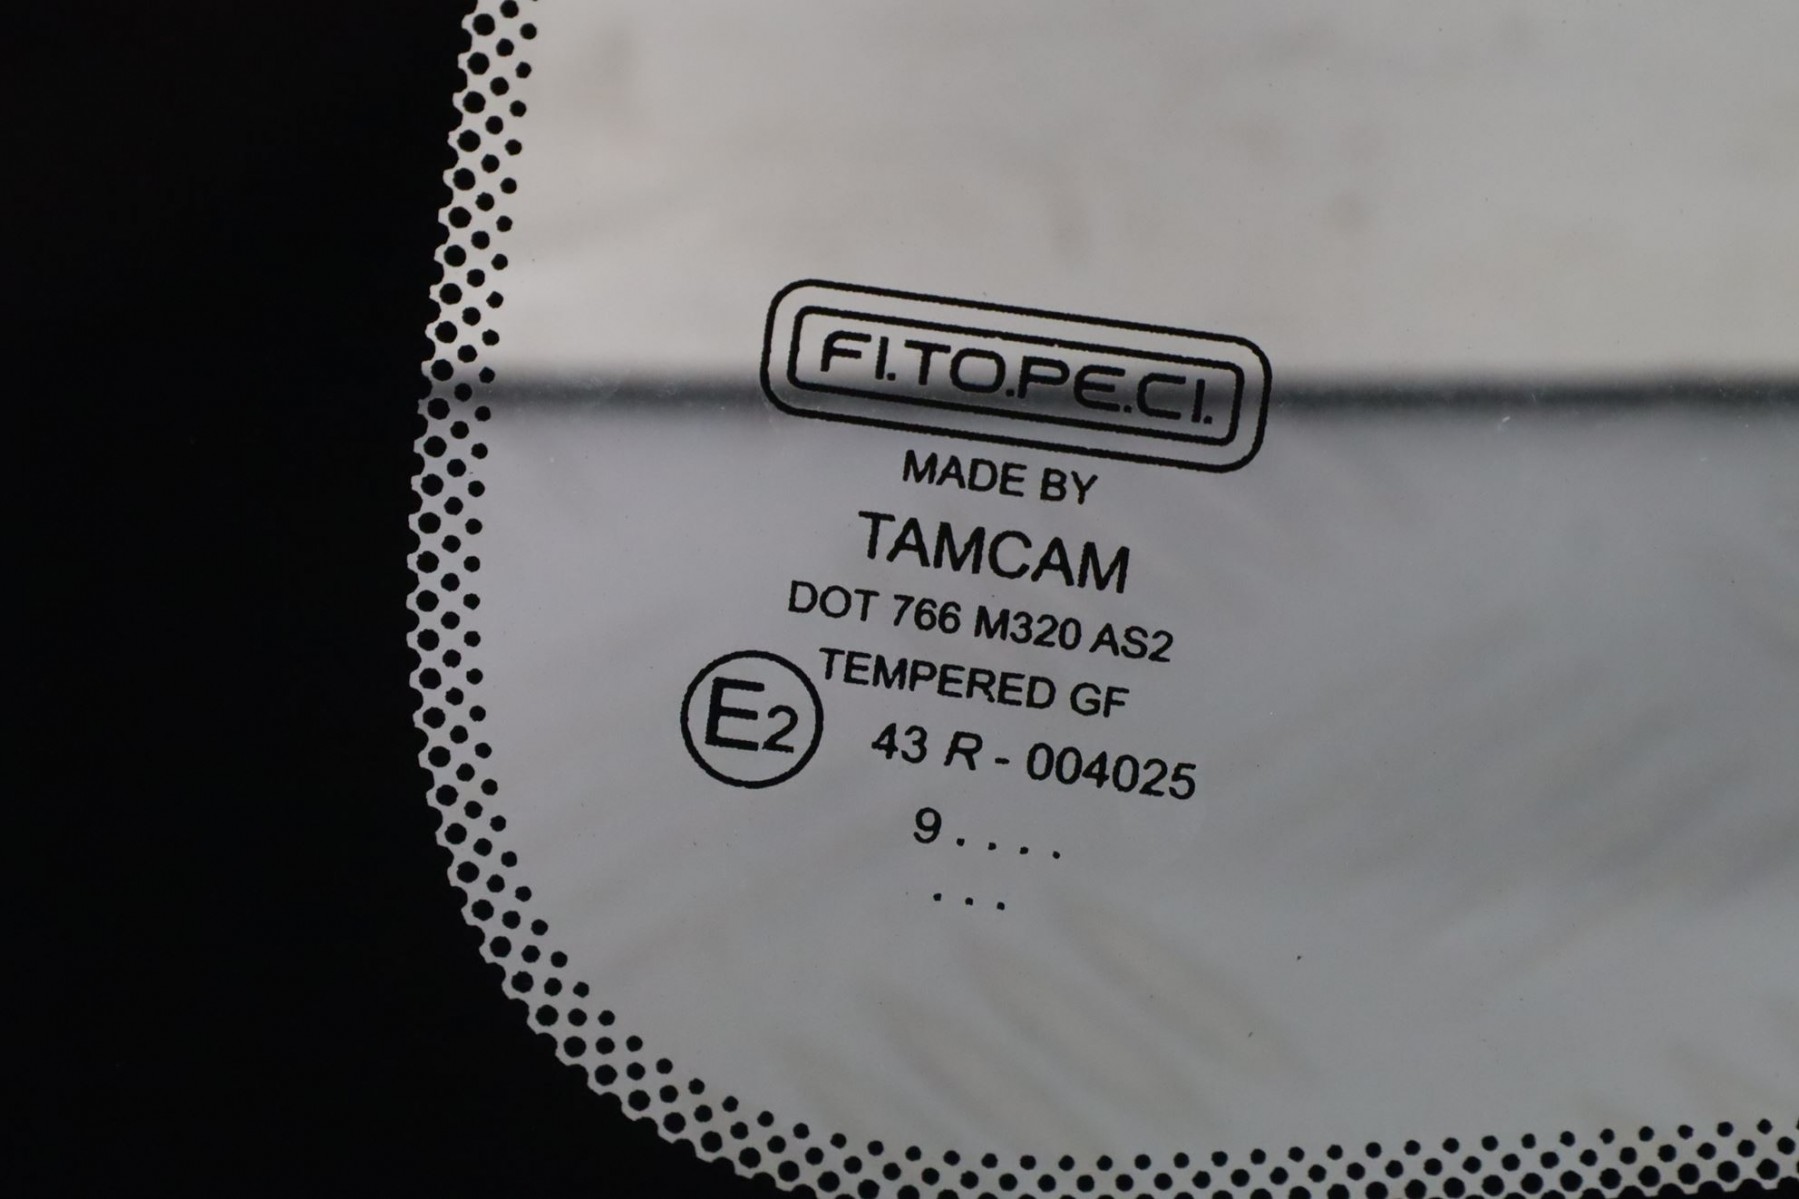 FI.TO.PE.CI.
MADE BY
TAMCAM
DOT 766 M320 AS2
TEMPERED GF
E2 43 R - 004025
9 . . . .
. . .